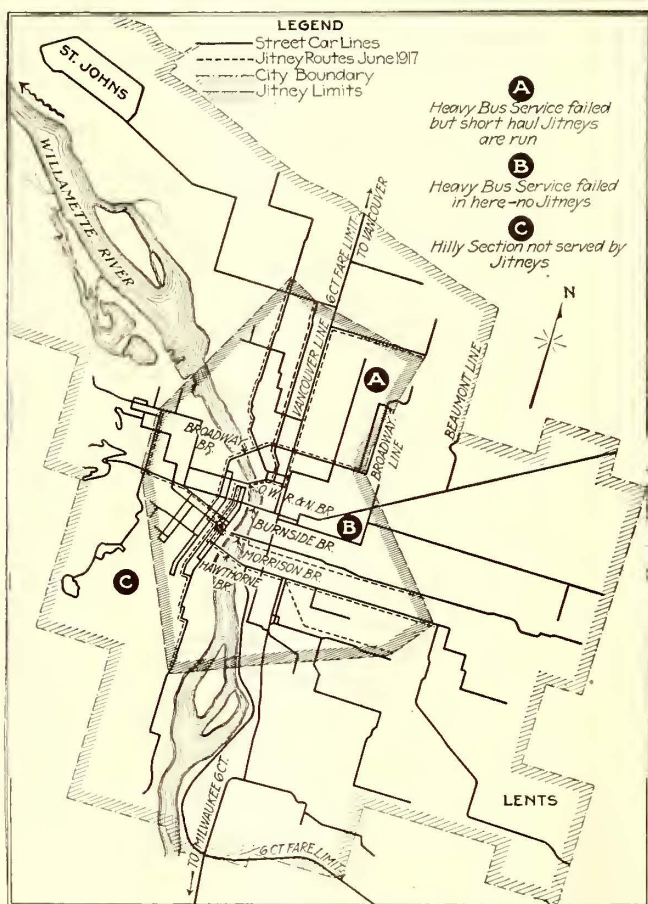 LEGEND
Street Car Lines
Jitney Routes June 1917
City Boundary
Jitney Limits
ST. JOHNS
A
Heavy Bus Service failed
but short haul Jitneys
are run
B
Heavy Bus Service failed
in here-no Jitneys
C
Hilly Section not served by
Jitneys
WILLAMETTE RIVER
6 CT FARE LIMIT
TO VANCOUVER
N
VANCOUVER LINE
A
BEAUMONT LINE
BROADWAY
LINE
BROADWAY
BR.
O.W.R.&N. BR.
BURNSIDE BR.
B
MORRISON BR.
HAWTHORNE
BR.
C
LENTS
TO MILWAUKEE 6 CT.
6 CT FARE LIMIT